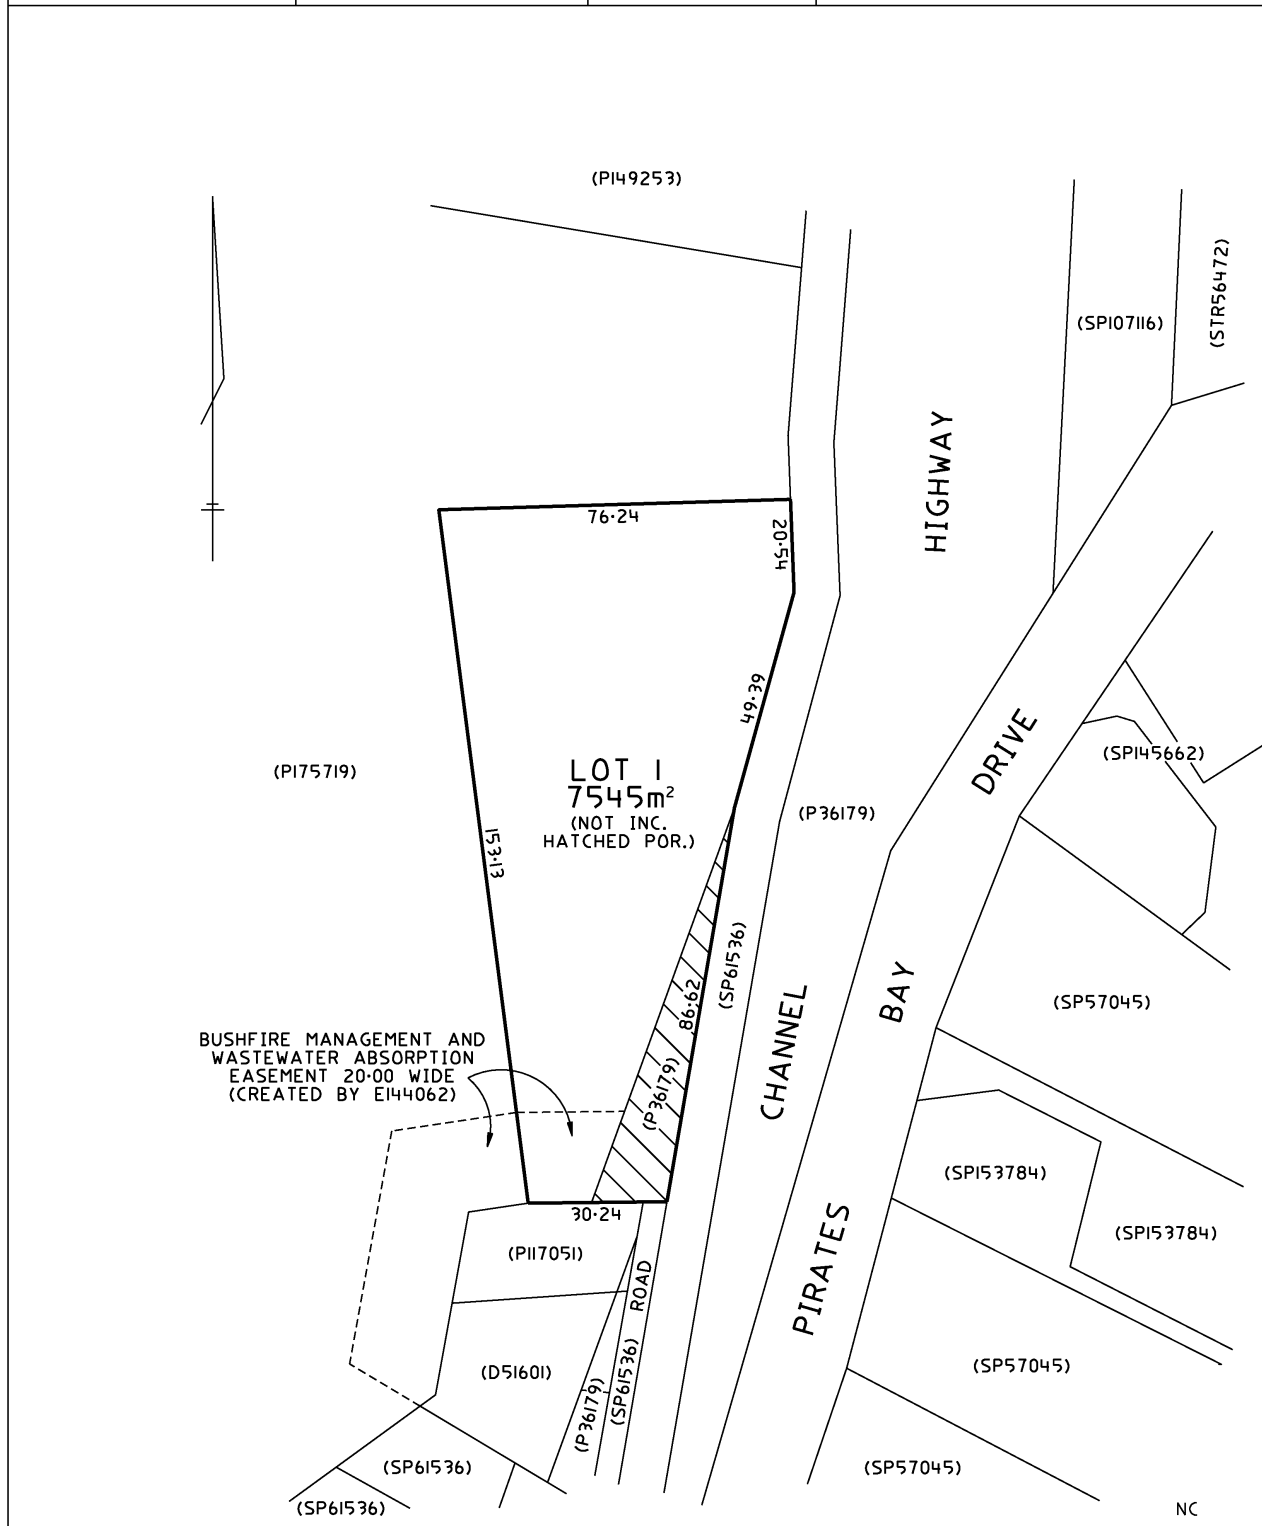 (P149253)
(STR56472)
(SP107116)
HIGHWAY
76·24
20·54
49·39
DRIVE
(SP145662)
LOT 1
7545m²
(NOT INC.
HATCHED POR.)
(P175719)
(P36179)
153·13
(SP61536)
86·62
BAY
(SP57045)
CHANNEL
BUSHFIRE MANAGEMENT AND
WASTEWATER ABSORPTION
EASEMENT 20·00 WIDE
(CREATED BY E144062)
(P36179)
(SP153784)
30·24
(SP153784)
(P117051)
ROAD
PIRATES
(D51601)
(SP61536)
(P36179)
(SP57045)
(SP61536)
(SP57045)
(SP61536)
NC